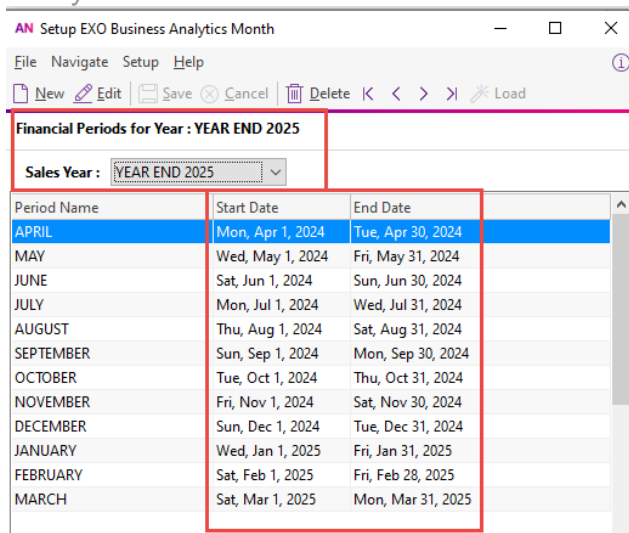 AN Setup EXO Business Analytics Month
File Navigate Setup Help
New Edit Save Cancel Delete Load
Financial Periods for Year : YEAR END 2025
Sales Year : YEAR END 2025
Period Name Start Date End Date
APRIL Mon, Apr 1, 2024 Tue, Apr 30, 2024
MAY Wed, May 1, 2024 Fri, May 31, 2024
JUNE Sat, Jun 1, 2024 Sun, Jun 30, 2024
JULY Mon, Jul 1, 2024 Wed, Jul 31, 2024
AUGUST Thu, Aug 1, 2024 Sat, Aug 31, 2024
SEPTEMBER Sun, Sep 1, 2024 Mon, Sep 30, 2024
OCTOBER Tue, Oct 1, 2024 Thu, Oct 31, 2024
NOVEMBER Fri, Nov 1, 2024 Sat, Nov 30, 2024
DECEMBER Sun, Dec 1, 2024 Tue, Dec 31, 2024
JANUARY Wed, Jan 1, 2025 Fri, Jan 31, 2025
FEBRUARY Sat, Feb 1, 2025 Fri, Feb 28, 2025
MARCH Sat, Mar 1, 2025 Mon, Mar 31, 2025